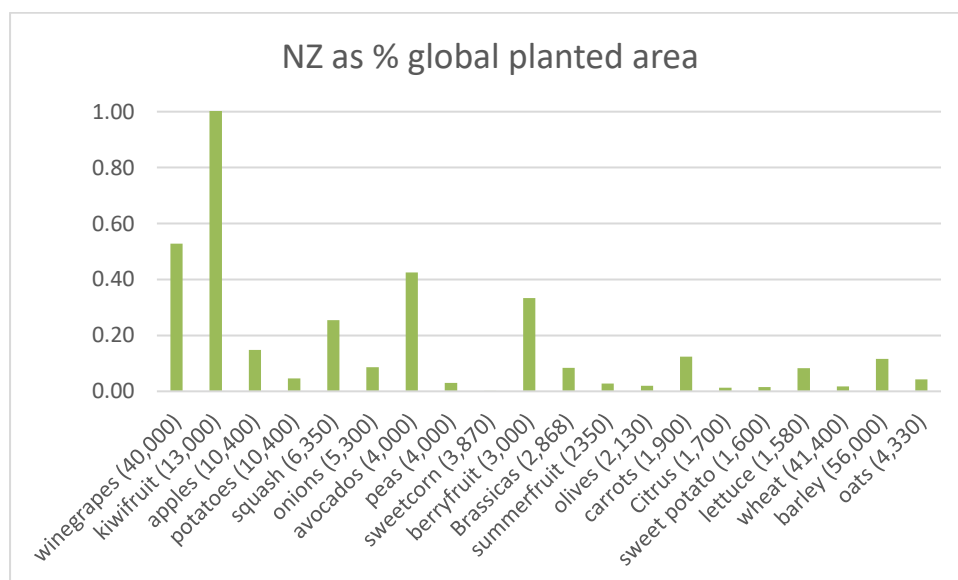 NZ as % global planted area
1.00
0.80
0.60
0.40
0.20
0.00
winegrapes (40,000)
kiwifruit (13,000)
apples (10,400)
potatoes (10,400)
squash (6,350)
onions (5,300)
avocados (4,000)
peas (4,000)
sweetcorn (3,870)
berryfruit (3,000)
Brassicas (2,868)
summerfruit (2350)
olives (2,130)
carrots (1,900)
Citrus (1,700)
sweet potato (1,600)
lettuce (1,580)
wheat (41,400)
barley (56,000)
oats (4,330)